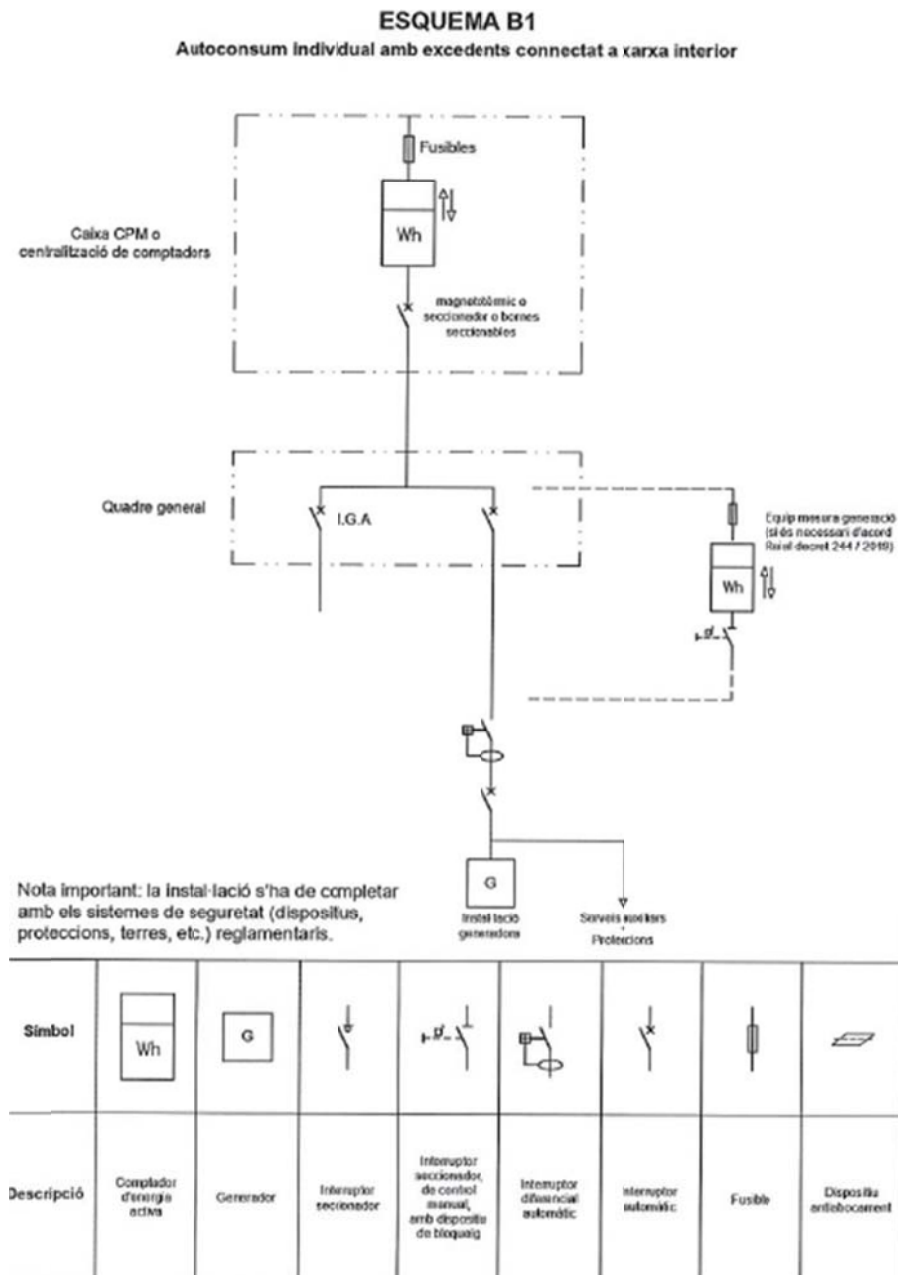 ESQUEMA B1
Autoconsum individual amb excedents connectat a xarxa interior
Fusibles
Wh
Caixa CPM o
centralització de comptadors
magnetotèrmic o
seccionador o bornes
seccionables
Quadre general
I.G.A
Equip mesura generació
(si és necessari d'acord
Reial decret 244 / 2019)
Wh
G
Instal·lació
generadora
Serveis auxiliars
+
Proteccions
Nota important: la instal·lació s'ha de completar
amb els sistemes de seguretat (dispositus,
proteccions, terres, etc.) reglamentaris.
Símbol
Wh
G
Descripció
Comptador
d'energia
activa
Generador
Interruptor
seccionador
Interruptor
seccionador,
de control
manual,
amb dispositiu
de bloqueig
Interruptor
diferencial
automàtic
Interruptor
automàtic
Fusible
Dispositiu
antiabocament